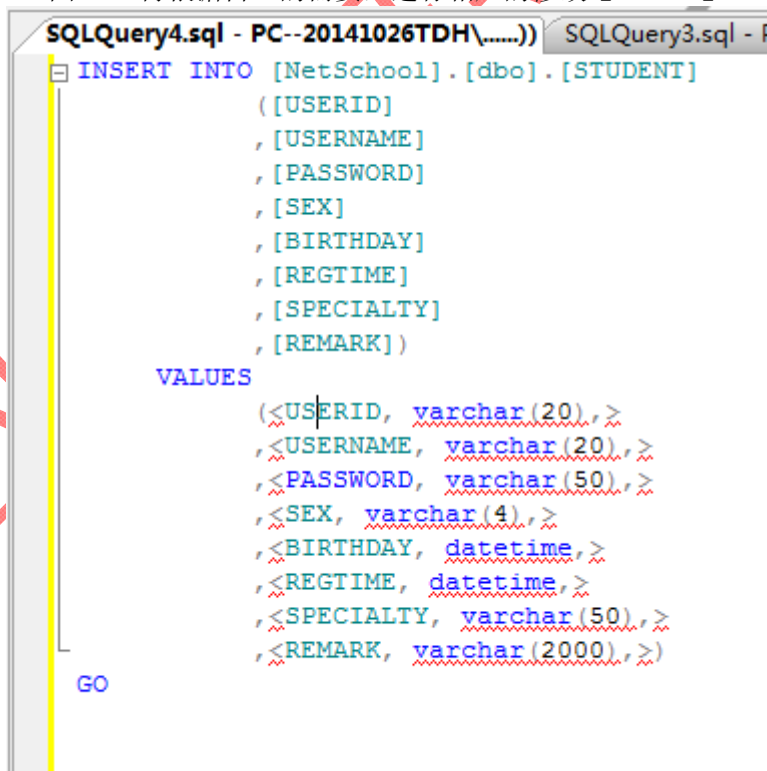 SQLQuery4.sql - PC--20141026TDH\......)) SQLQuery3.sql - P
INSERT INTO [NetSchool].[dbo].[STUDENT]
([USERID]
,[USERNAME]
,[PASSWORD]
,[SEX]
,[BIRTHDAY]
,[REGTIME]
,[SPECIALTY]
,[REMARK])
VALUES
(<USERID, varchar(20),>
,<USERNAME, varchar(20),>
,<PASSWORD, varchar(50),>
,<SEX, varchar(4),>
,<BIRTHDAY, datetime,>
,<REGTIME, datetime,>
,<SPECIALTY, varchar(50),>
,<REMARK, varchar(2000),>)
GO